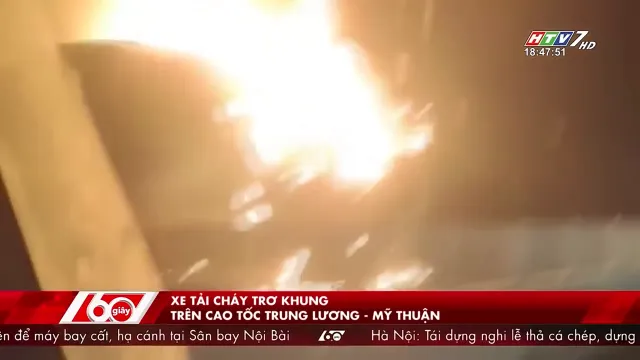 HTV7 HD
18:47:51
60 giây
XE TẢI CHÁY TRƠ KHUNG
TRÊN CAO TỐC TRUNG LƯƠNG - MỸ THUẬN
để máy bay cất, hạ cánh tại Sân bay Nội Bài 60 Hà Nội: Tái dựng nghi lễ thả cá chép, dựng